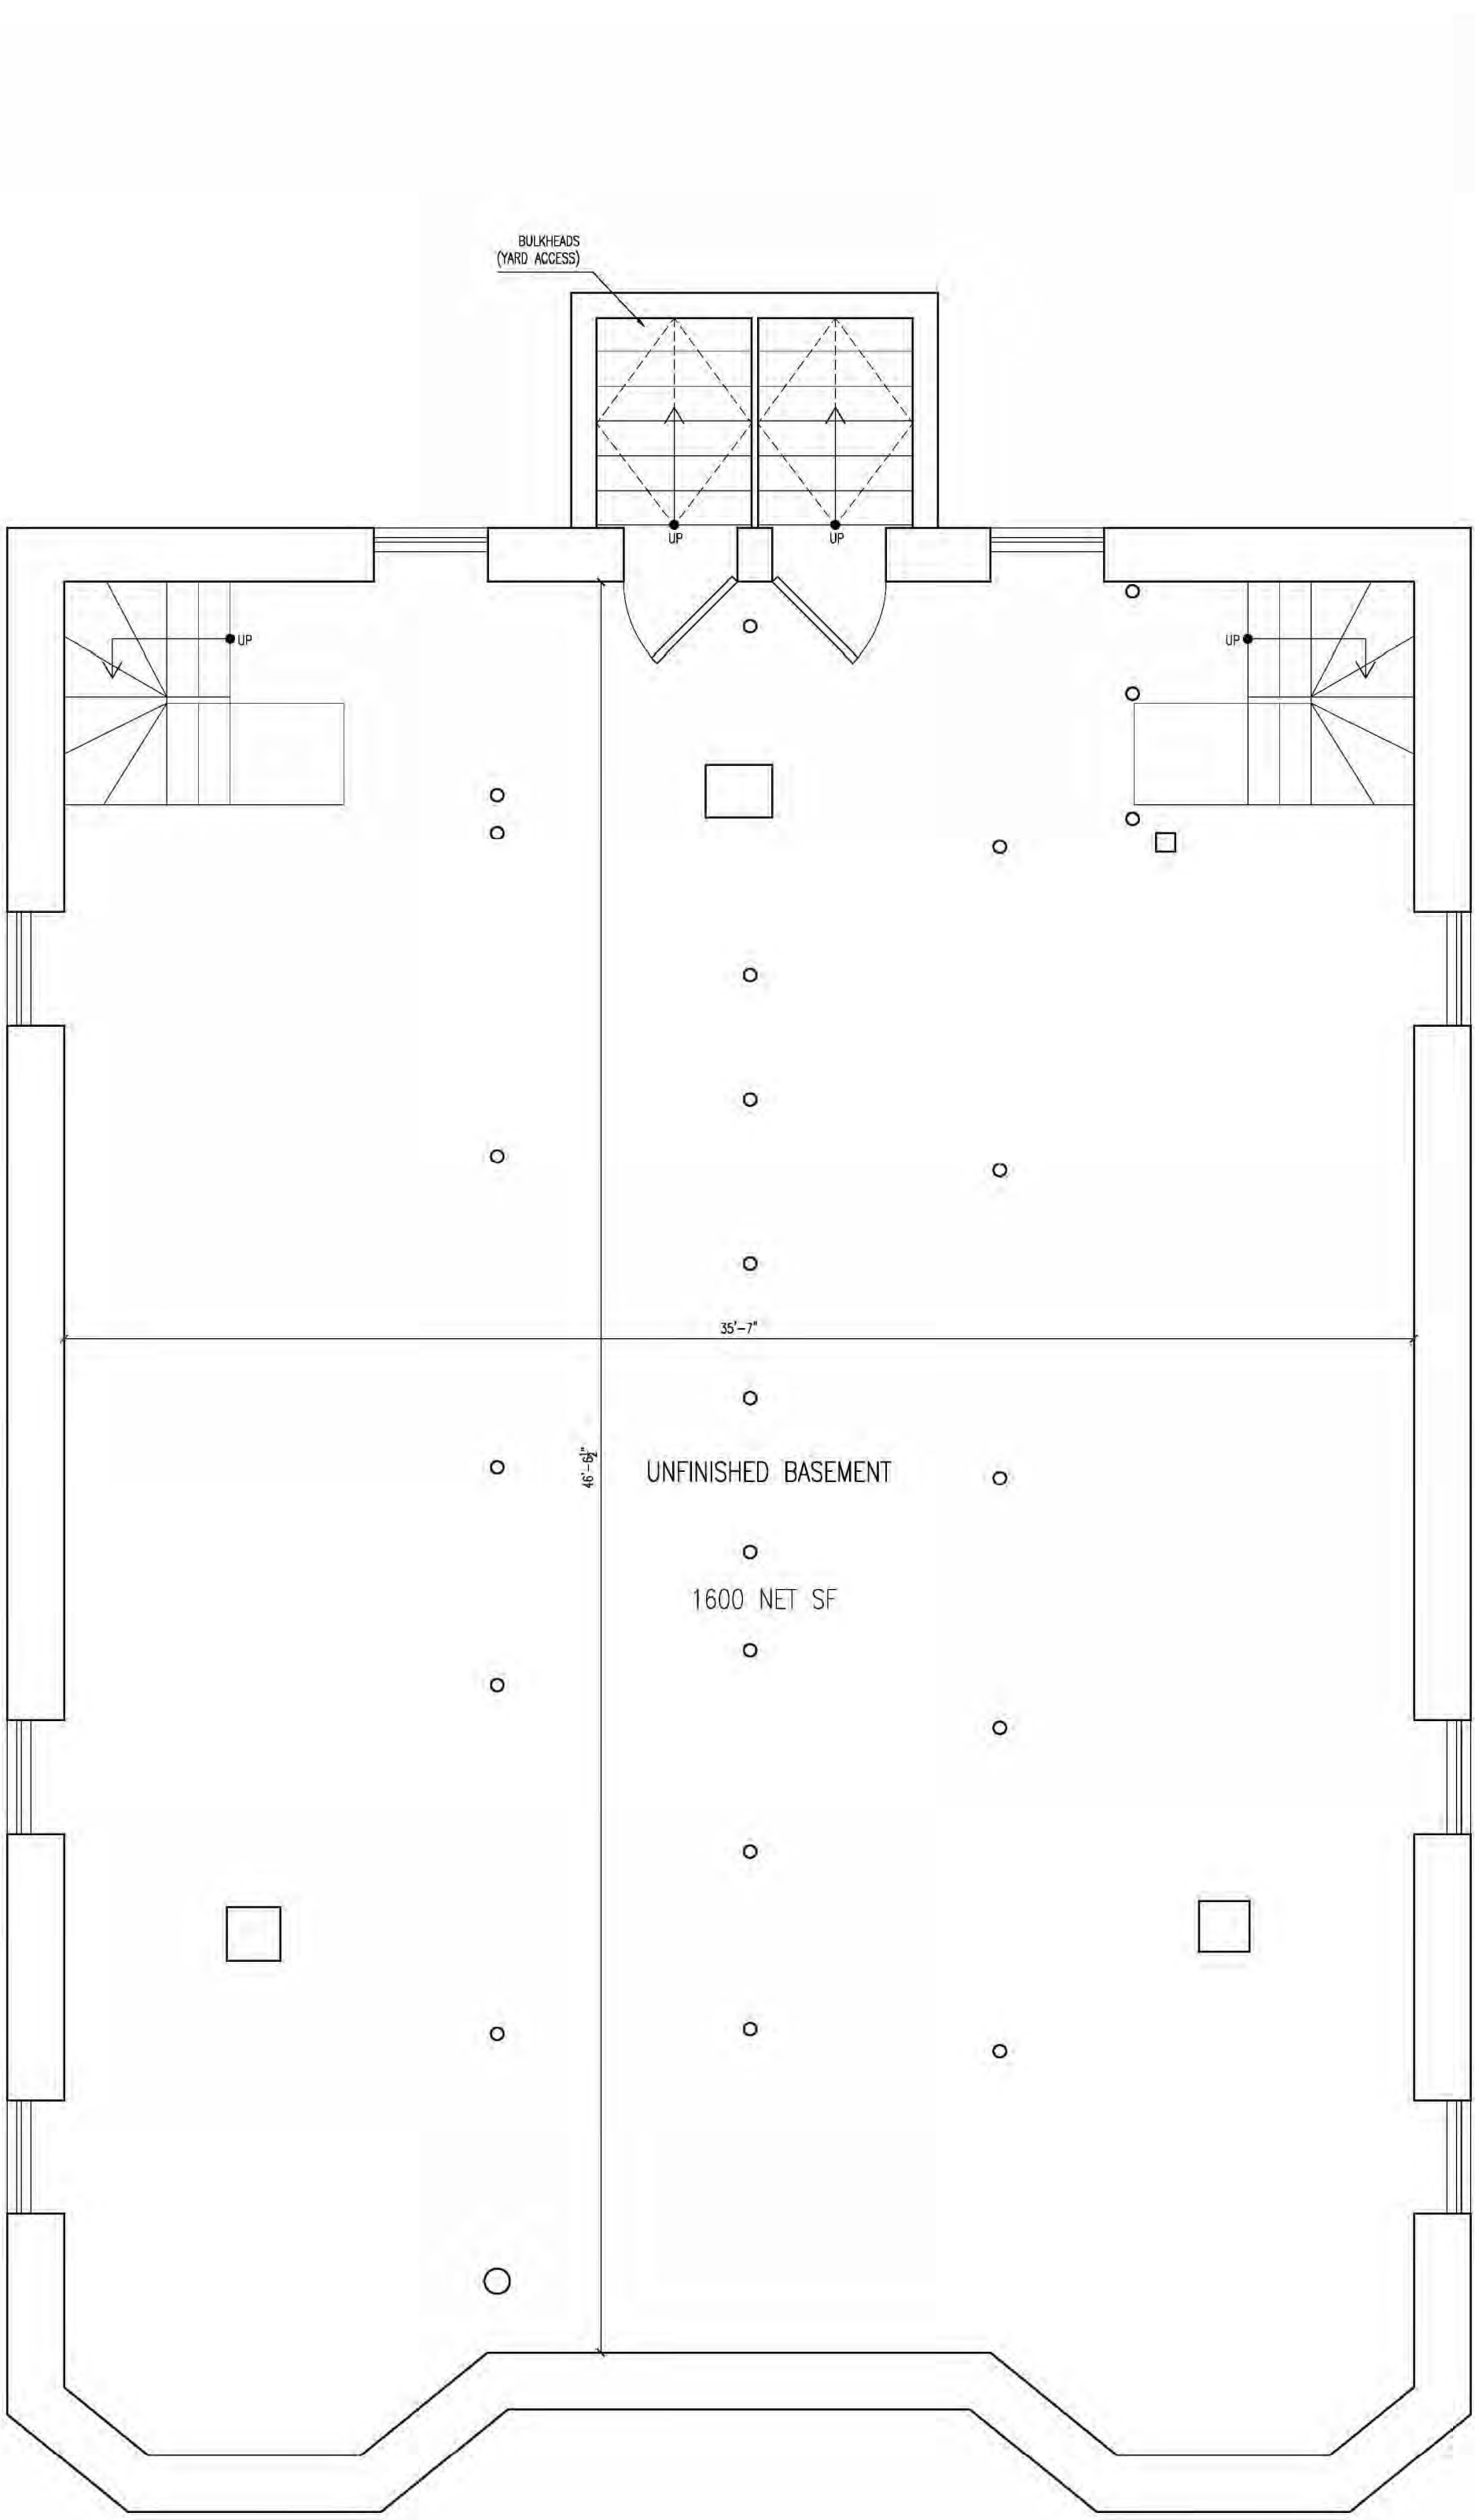 BULKHEADS
(YARD ACCESS)
UP
UP
UP
UP
35'-7"
46'-6½"
UNFINISHED BASEMENT
1600 NET SF